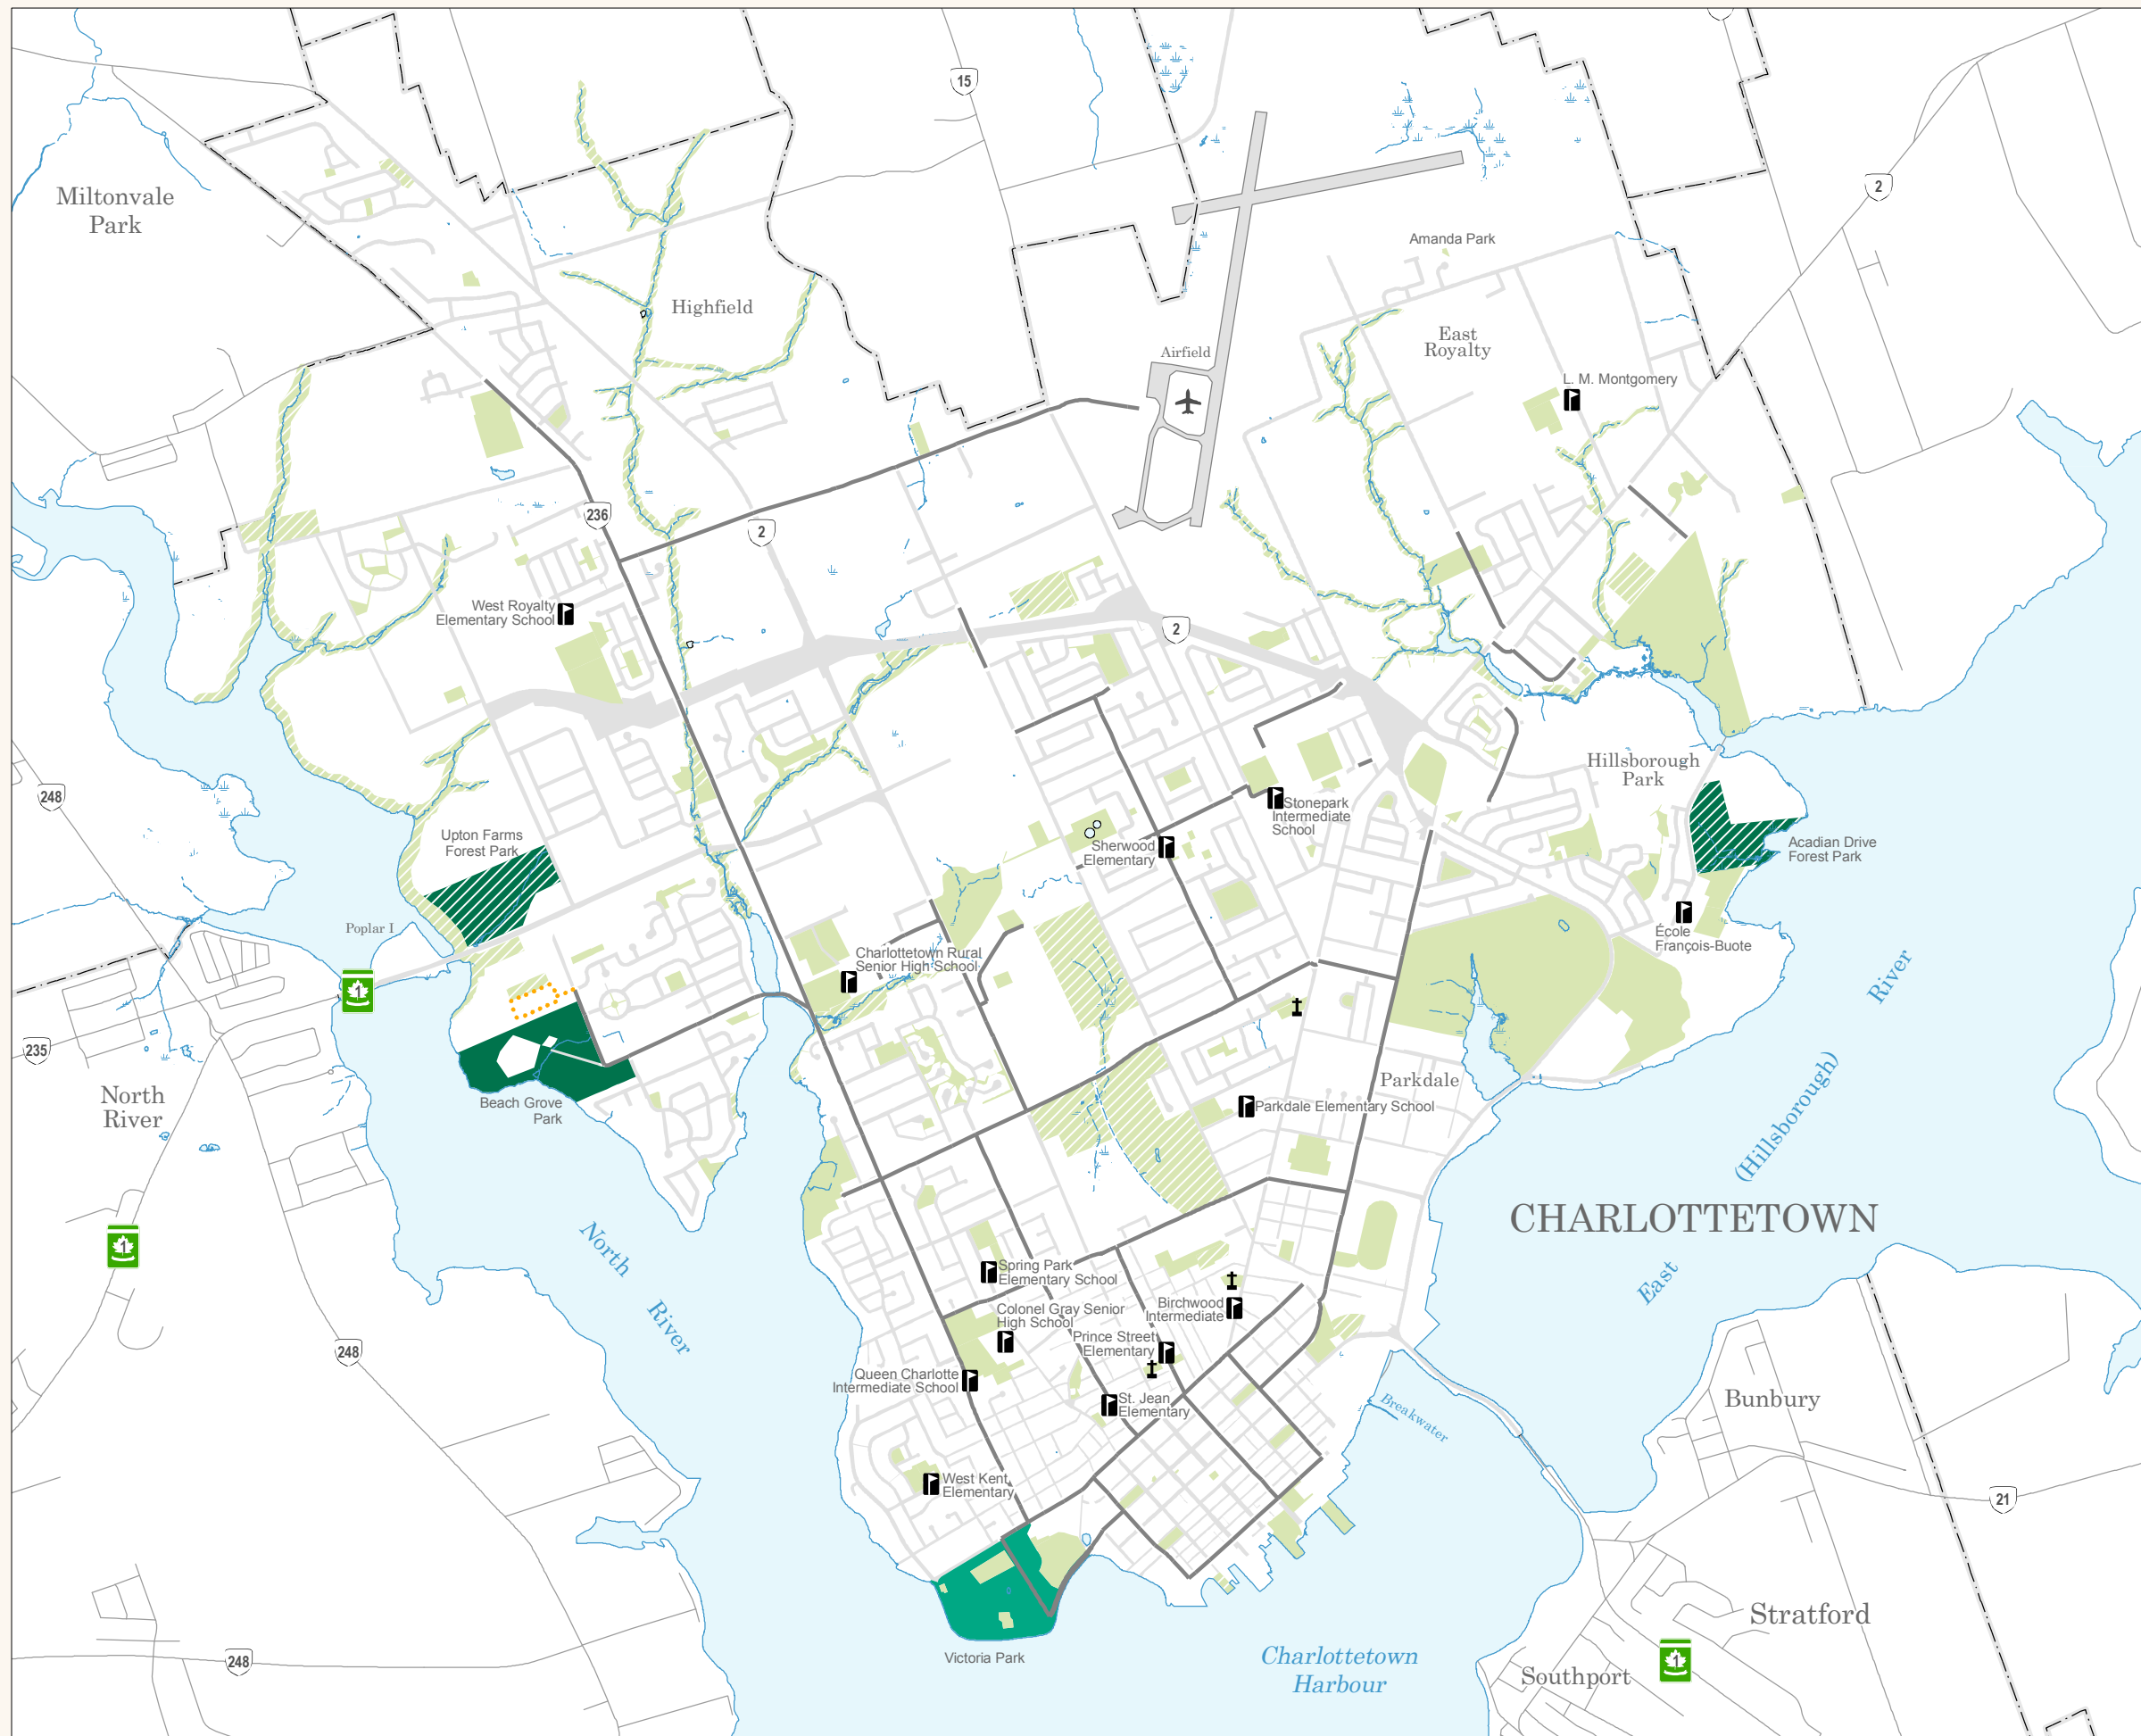 15
2
Miltonvale
Park
Amanda Park
Highfield
East
Royalty
Airfield
L. M. Montgomery
236
2
West Royalty
Elementary School
2
Hillsborough
Park
248
Stonepark
Intermediate
School
Upton Farms
Forest Park
Sherwood
Elementary
Acadian Drive
Forest Park
Poplar I
École
François-Buote
Charlottetown Rural
Senior High School
1
235
River
North
River
Beach Grove
Park
Parkdale
Parkdale Elementary School
(Hillsborough)
CHARLOTTETOWN
1
North
River
East
Spring Park
Elementary School
Colonel Gray Senior
High School
Birchwood
Intermediate
Prince Street
Elementary
248
Queen Charlotte
Intermediate School
St. Jean
Elementary
Breakwater
Bunbury
West Kent
Elementary
21
Stratford
Victoria Park
Charlottetown
Harbour
Southport
1
248